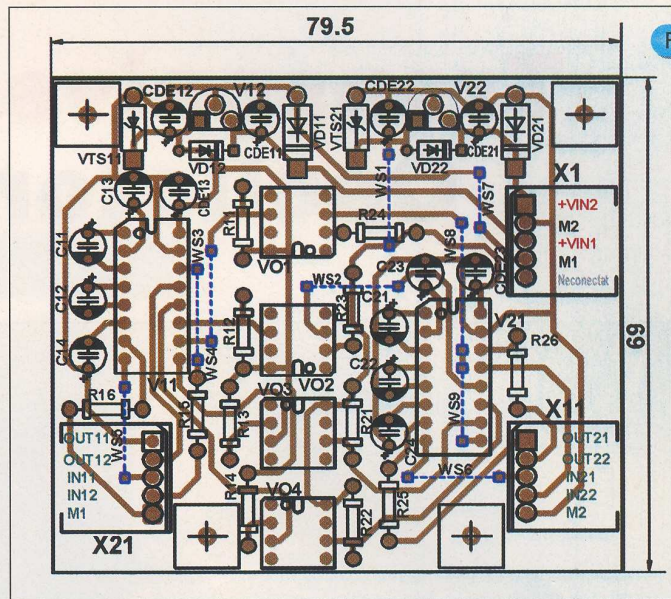 79.5
CDE12
V12
CDE22
V22
VTS11
VD12
CDE11
VD11
VTS21
VD22
CDE21
VD21
X1
C13
CDE13
R11
R24
WS1
WS7
+VIN2
M2
+VIN1
M1
Neconectat
C11
WS3
VO1
WS8
C23
CDE23
WS2
C12
R12
R23
C21
V21
R26
69
C14
WS4
V11
VO2
C22
R16
VO3
R15
R13
R21
WS9
X11
OUT11
OUT12
IN11
IN12
M1
WS5
C24
OUT21
OUT22
IN21
IN22
M2
VO4
R14
WS6
R25
R22
X21